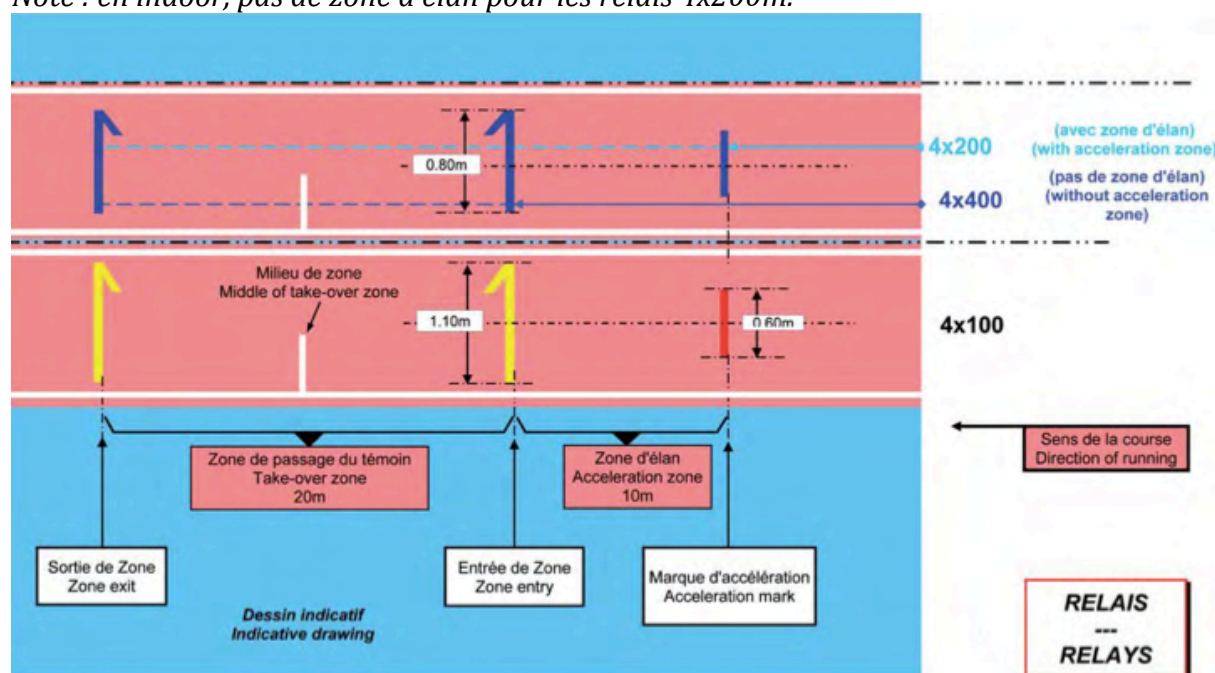 Note : en indoor, pas de zone d'élan pour les relais 4x200m.
0.80m
4x200
(avec zone d'élan)
(with acceleration zone)
4x400
(pas de zone d'élan)
(without acceleration
zone)
Milieu de zone
Middle of take-over zone
1.10m
0.60m
4x100
Zone de passage du témoin
Take-over zone
20m
Zone d'élan
Acceleration zone
10m
Sens de la course
Direction of running
Sortie de Zone
Zone exit
Entrée de Zone
Zone entry
Marque d'accélération
Acceleration mark
Dessin indicatif
Indicative drawing
RELAIS
---
RELAYS